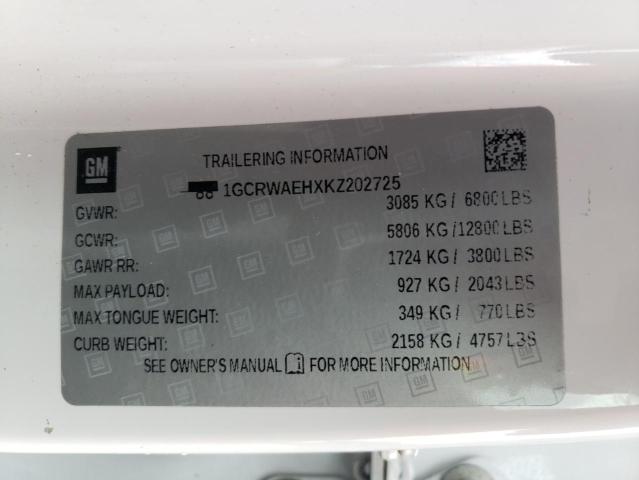 GM
TRAILERING INFORMATION
1GCRWAEHXKZ202725
GVWR: 3085 KG / 6800 LBS
GCWR: 5806 KG / 12800 LBS
GAWR RR: 1724 KG / 3800 LBS
MAX PAYLOAD: 927 KG / 2043 LBS
MAX TONGUE WEIGHT: 349 KG / 770 LBS
CURB WEIGHT: 2158 KG / 4757 LBS
SEE OWNER'S MANUAL FOR MORE INFORMATION